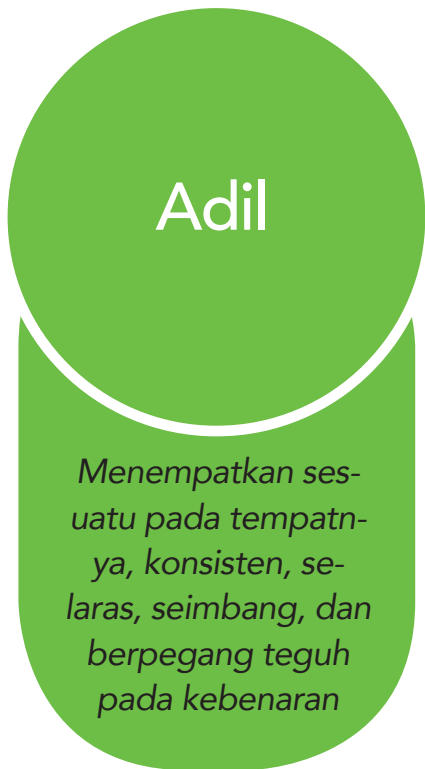 Adil
Menempatkan ses-
uatu pada tempatn-
ya, konsisten, se-
laras, seimbang, dan
berpegang teguh
pada kebenaran